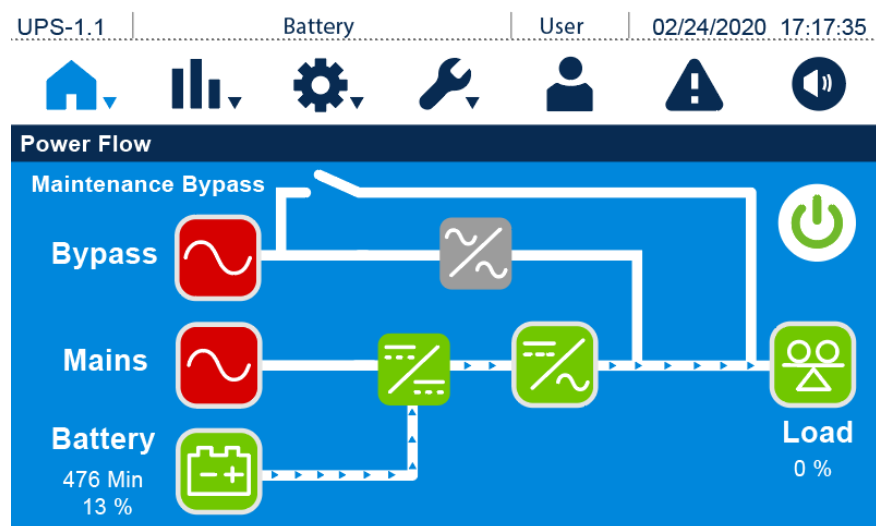 UPS-1.1 Battery User 02/24/2020 17:17:35
Power Flow
Maintenance Bypass
Bypass
Mains
Battery
476 Min
13 %
Load
0 %